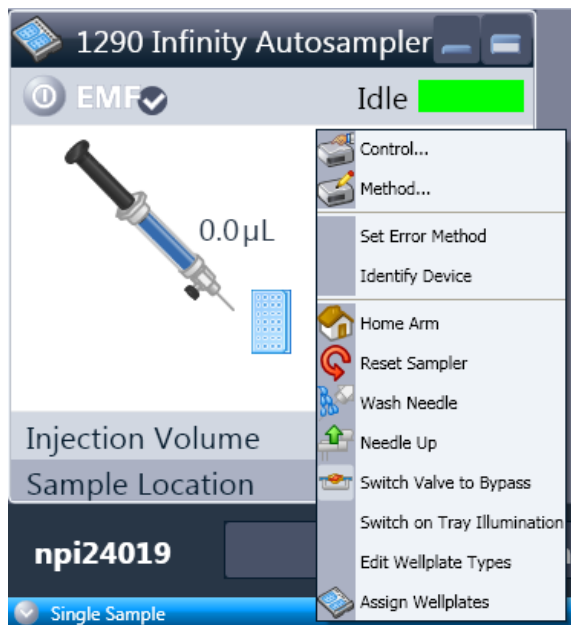 1290 Infinity Autosampler
EMF
Idle
Control...
Method...
0.0 µL
Set Error Method
Identify Device
Home Arm
Reset Sampler
Wash Needle
Needle Up
Injection Volume
Switch Valve to Bypass
Sample Location
Switch on Tray Illumination
npi24019
Edit Wellplate Types
Assign Wellplates
Single Sample